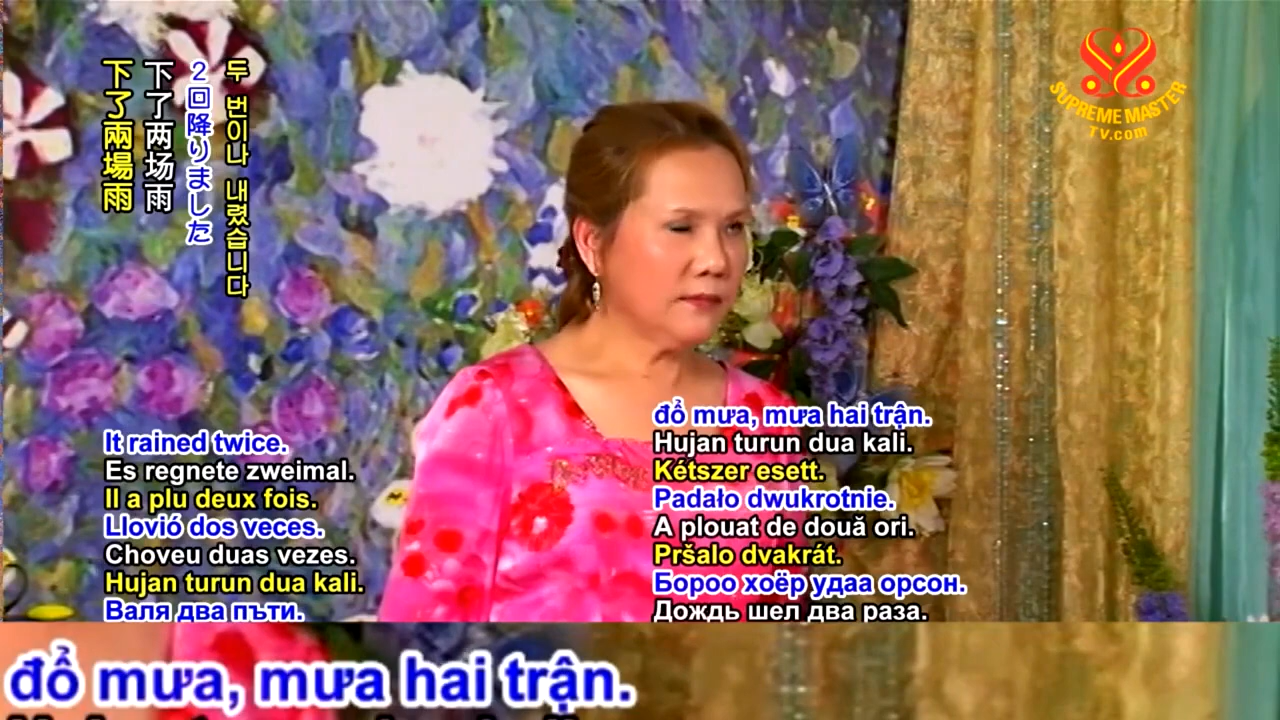 두 번이나 내렸습니다
2回降りました
下了两场雨
下了兩場雨
SUPREME MASTER
TV.com
It rained twice.
Es regnete zweimal.
Il a plu deux fois.
Llovió dos veces.
Choveu duas vezes.
Hujan turun dua kali.
Валя два пъти.
đổ mưa, mưa hai trận.
Hujan turun dua kali.
Kétszer esett.
Padało dwukrotnie.
A plouat de două ori.
Pršalo dvakrát.
Бороо хоёр удаа орсон.
Дождь шел два раза.
đổ mưa, mưa hai trận.